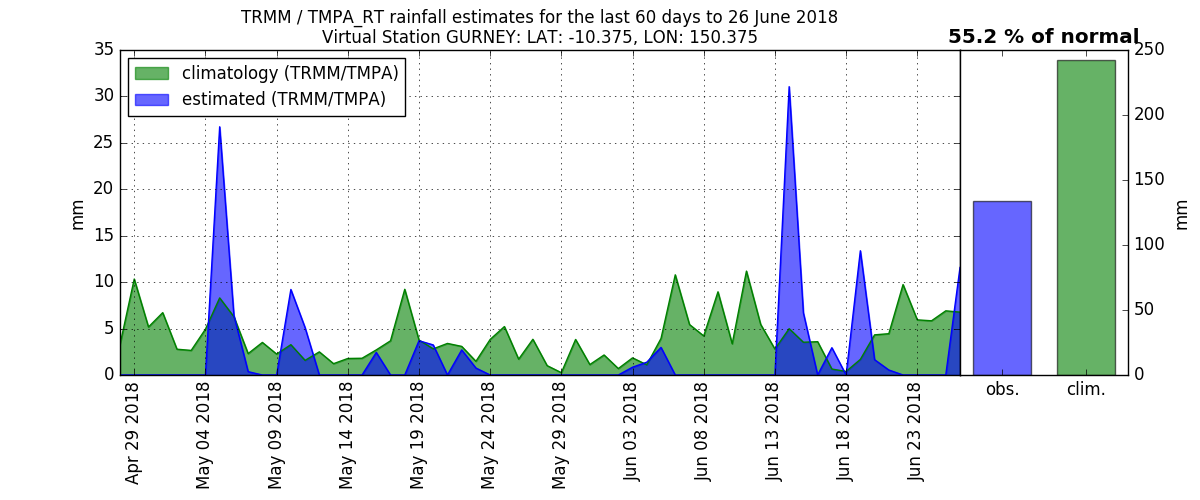 TRMM / TMPA_RT rainfall estimates for the last 60 days to 26 June 2018
Virtual Station GURNEY: LAT: -10.375, LON: 150.375
55.2 % of normal
climatology (TRMM/TMPA)
estimated (TRMM/TMPA)
35
30
25
20
15
10
5
0
mm
250
200
150
100
50
0
mm
Apr 29 2018
May 04 2018
May 09 2018
May 14 2018
May 19 2018
May 24 2018
May 29 2018
Jun 03 2018
Jun 08 2018
Jun 13 2018
Jun 18 2018
Jun 23 2018
obs.
clim.